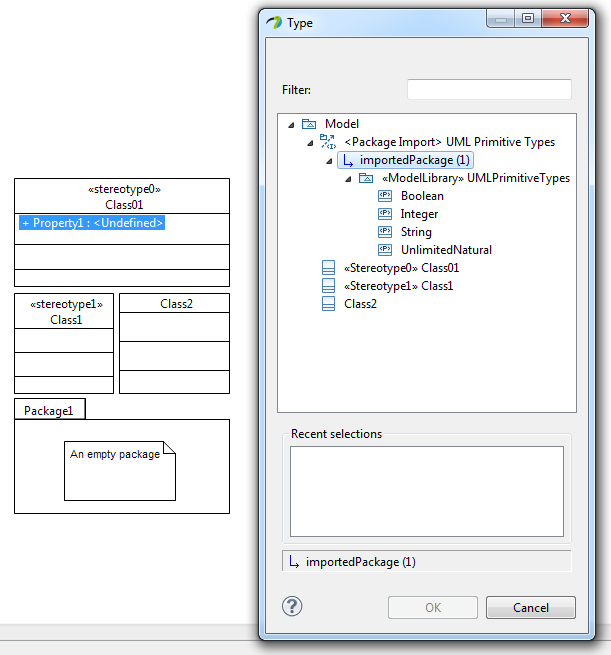 «stereotype0»
Class01
+ Property1 : <Undefined>
«stereotype1»
Class1
Class2
Package1
An empty package
Type
Filter:
Model
<Package Import> UML Primitive Types
importedPackage (1)
«ModelLibrary» UMLPrimitiveTypes
<P> Boolean
<P> Integer
<P> String
<P> UnlimitedNatural
«Stereotype0» Class01
«Stereotype1» Class1
Class2
Recent selections
importedPackage (1)
?
OK
Cancel